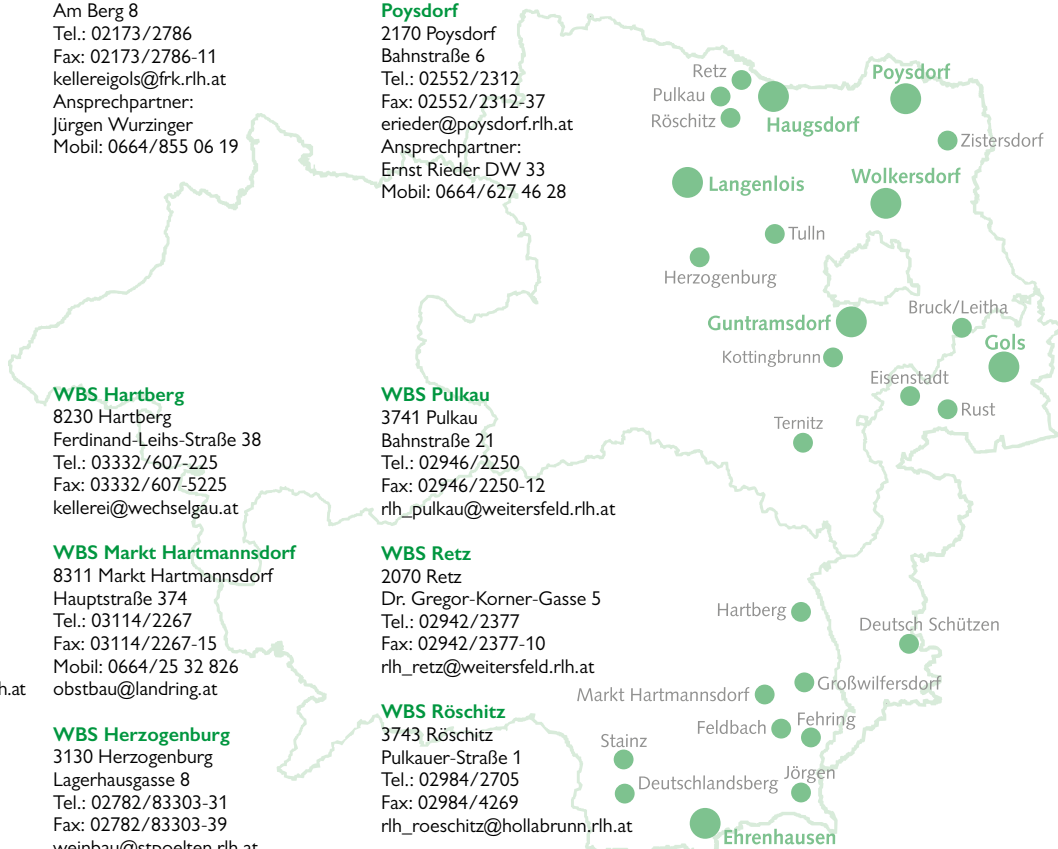 Am Berg 8
Tel.: 02173/2786
Fax: 02173/2786-11
kellereigols@frk.rlh.at
Ansprechpartner:
Jürgen Wurzinger
Mobil: 0664/855 06 19
WBS Hartberg
8230 Hartberg
Ferdinand-Leihs-Straße 38
Tel.: 03332/607-225
Fax: 03332/607-5225
kellerei@wechselgau.at
WBS Markt Hartmannsdorf
8311 Markt Hartmannsdorf
Hauptstraße 374
Tel.: 03114/2267
Fax: 03114/2267-15
Mobil: 0664/25 32 826
obstbau@landring.at
h.at
WBS Herzogenburg
3130 Herzogenburg
Lagerhausgasse 8
Tel.: 02782/83303-31
Fax: 02782/83303-39
weinbau@stpoelten.rlh.at
Poysdorf
2170 Poysdorf
Bahnstraße 6
Tel.: 02552/2312
Fax: 02552/2312-37
erieder@poysdorf.rlh.at
Ansprechpartner:
Ernst Rieder DW 33
Mobil: 0664/627 46 28
WBS Pulkau
3741 Pulkau
Bahnstraße 21
Tel.: 02946/2250
Fax: 02946/2250-12
rlh_pulkau@weitersfeld.rlh.at
WBS Retz
2070 Retz
Dr. Gregor-Korner-Gasse 5
Tel.: 02942/2377
Fax: 02942/2377-10
rlh_retz@weitersfeld.rlh.at
WBS Röschitz
3743 Röschitz
Pulkauer-Straße 1
Tel.: 02984/2705
Fax: 02984/4269
rlh_roeschitz@hollabrunn.rlh.at
Retz
Poysdorf
Pulkau
Röschitz
Haugsdorf
Zistersdorf
Langenlois
Wolkersdorf
Tulln
Herzogenburg
Bruck/Leitha
Guntramsdorf
Gols
Kottingbrunn
Eisenstadt
Rust
Ternitz
Hartberg
Deutsch Schützen
Großwilfersdorf
Markt Hartmannsdorf
Feldbach
Fehring
Stainz
Jörgen
Deutschlandsberg
Ehrenhausen